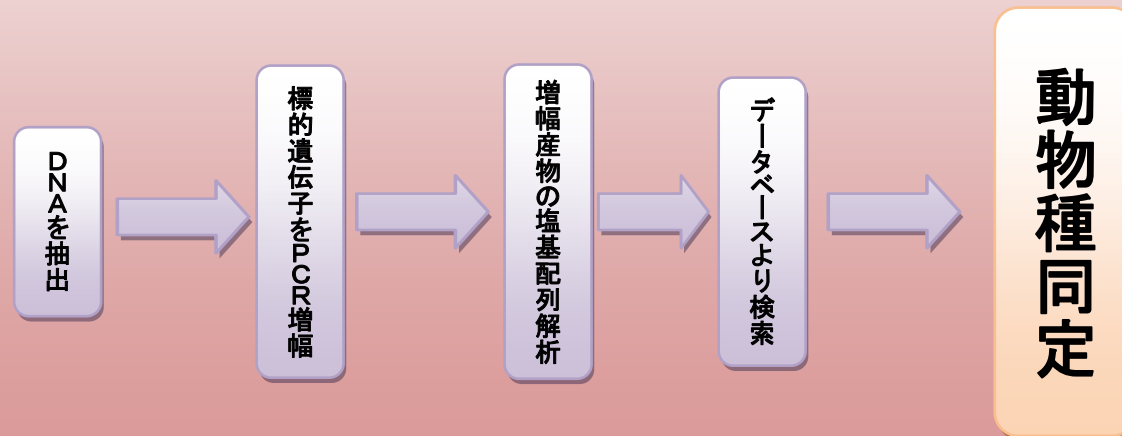 DNAを抽出
標的遺伝子をPCR増幅
増幅産物の塩基配列解析
データベースより検索
動物種同定